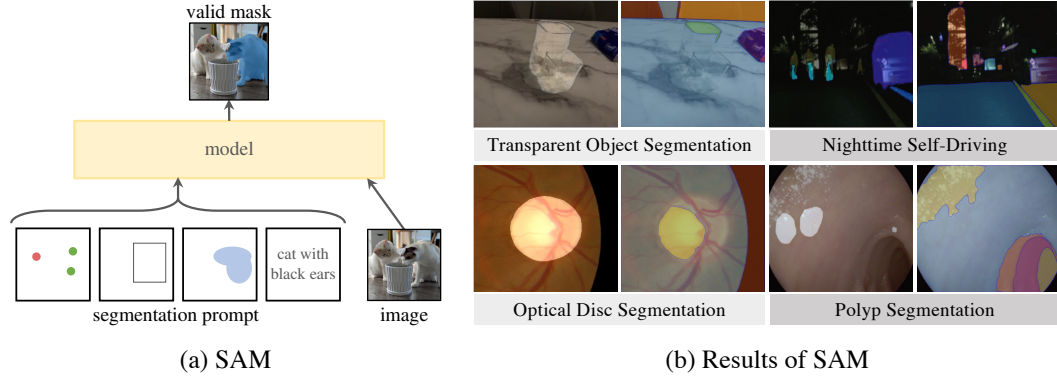 valid mask
model
cat with
black ears
segmentation prompt
image
(a) SAM
Transparent Object Segmentation
Nighttime Self-Driving
Optical Disc Segmentation
Polyp Segmentation
(b) Results of SAM